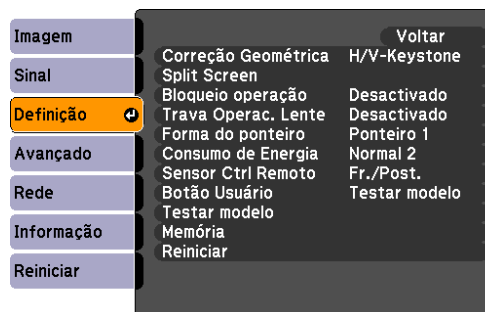 Imagem
Sinal
Definição
Avançado
Rede
Informação
Reiniciar
Voltar
Correção Geométrica H/V-Keystone
Split Screen
Bloqueio operação Desactivado
Trava Operac. Lente Desactivado
Forma do ponteiro Ponteiro 1
Consumo de Energia Normal 2
Sensor Ctrl Remoto Fr./Post.
Botão Usuário Testar modelo
Testar modelo
Memória
Reiniciar